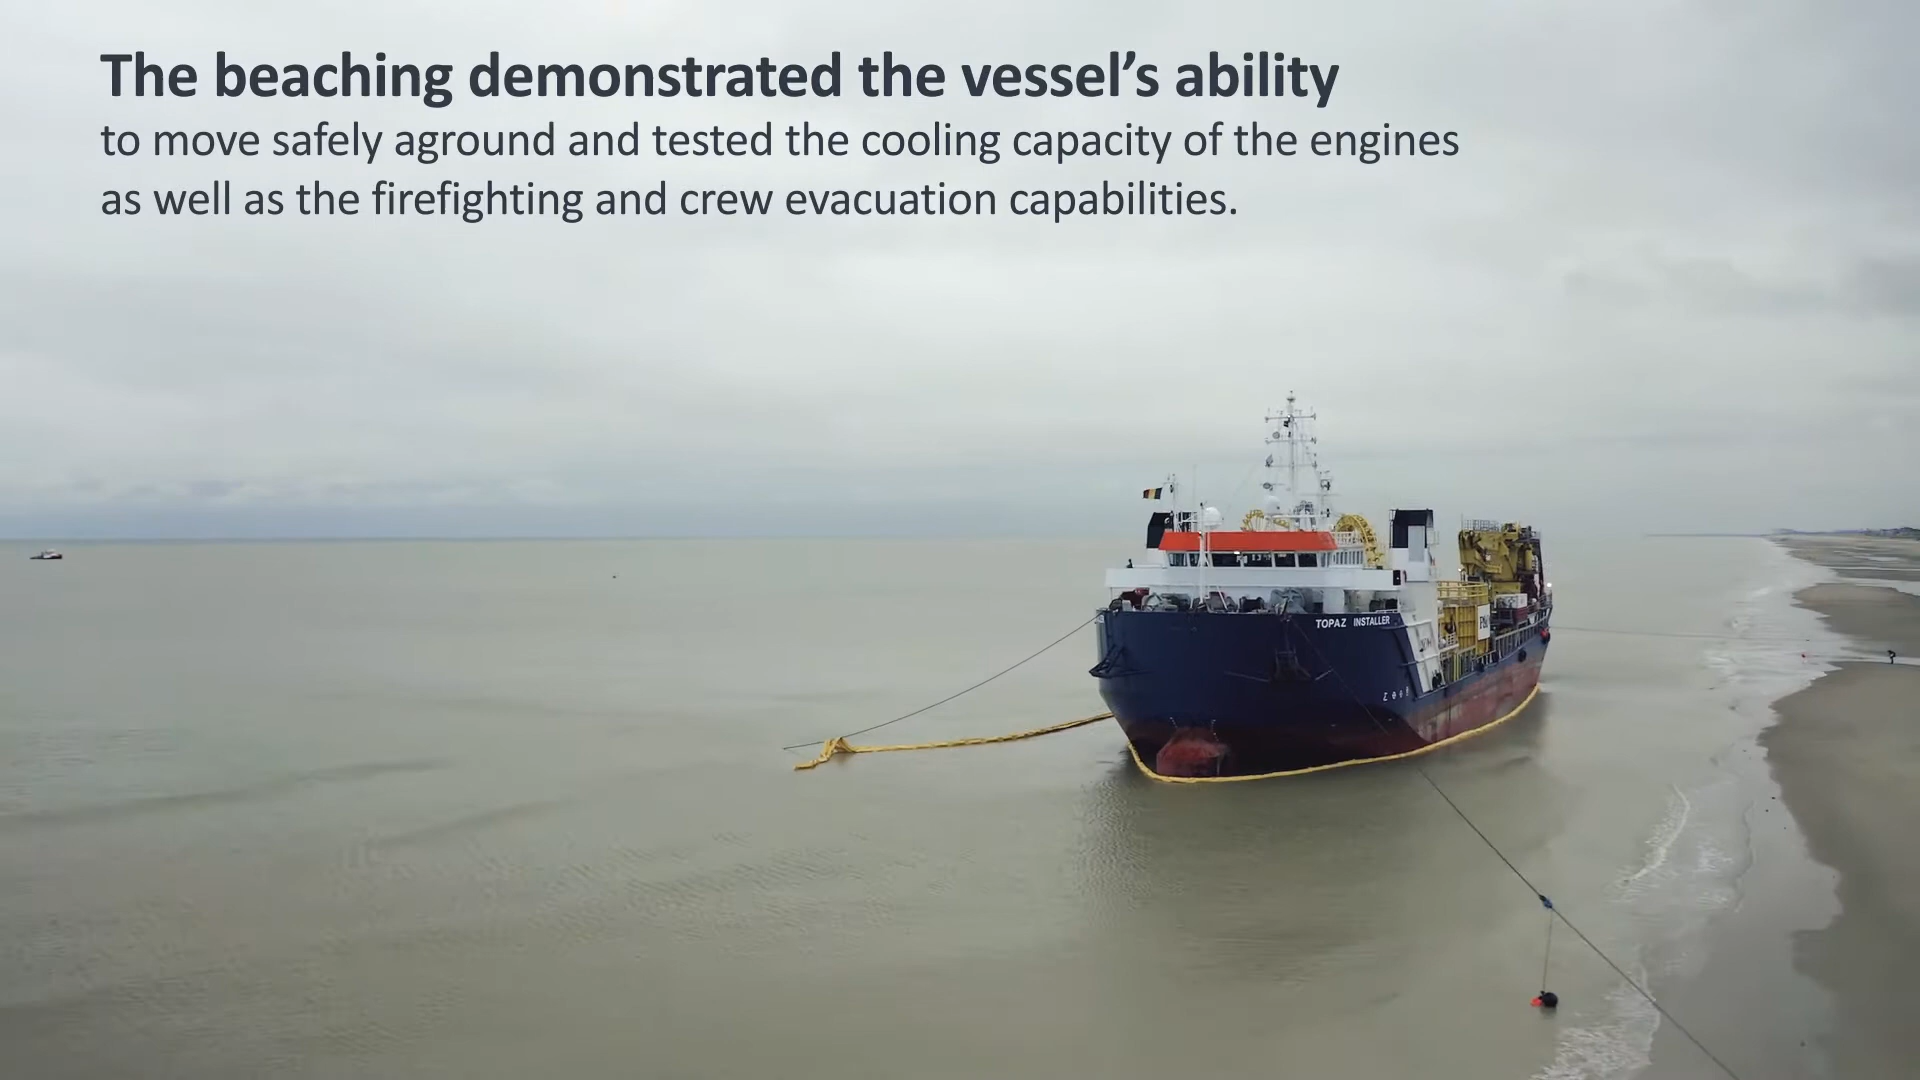 The beaching demonstrated the vessel’s ability
to move safely aground and tested the cooling capacity of the engines
as well as the firefighting and crew evacuation capabilities.
TOPAZ INSTALLER